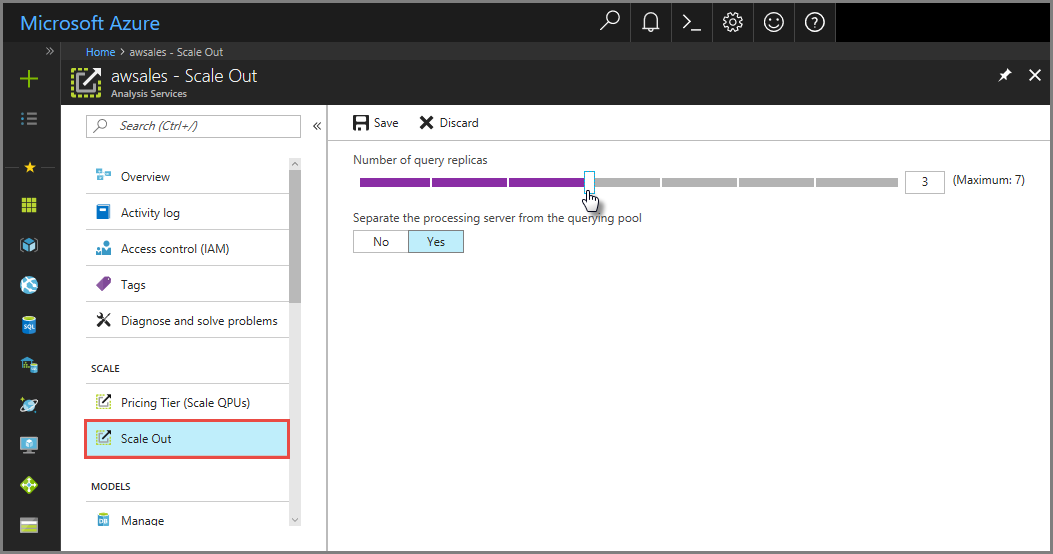 Microsoft Azure
Home > awsales - Scale Out
awsales - Scale Out
Analysis Services
Search (Ctrl+/)
Overview
Activity log
Access control (IAM)
Tags
Diagnose and solve problems
SCALE
Pricing Tier (Scale QPUs)
Scale Out
MODELS
Manage
Save
Discard
Number of query replicas
3 (Maximum: 7)
Separate the processing server from the querying pool
No
Yes
SQL
DB